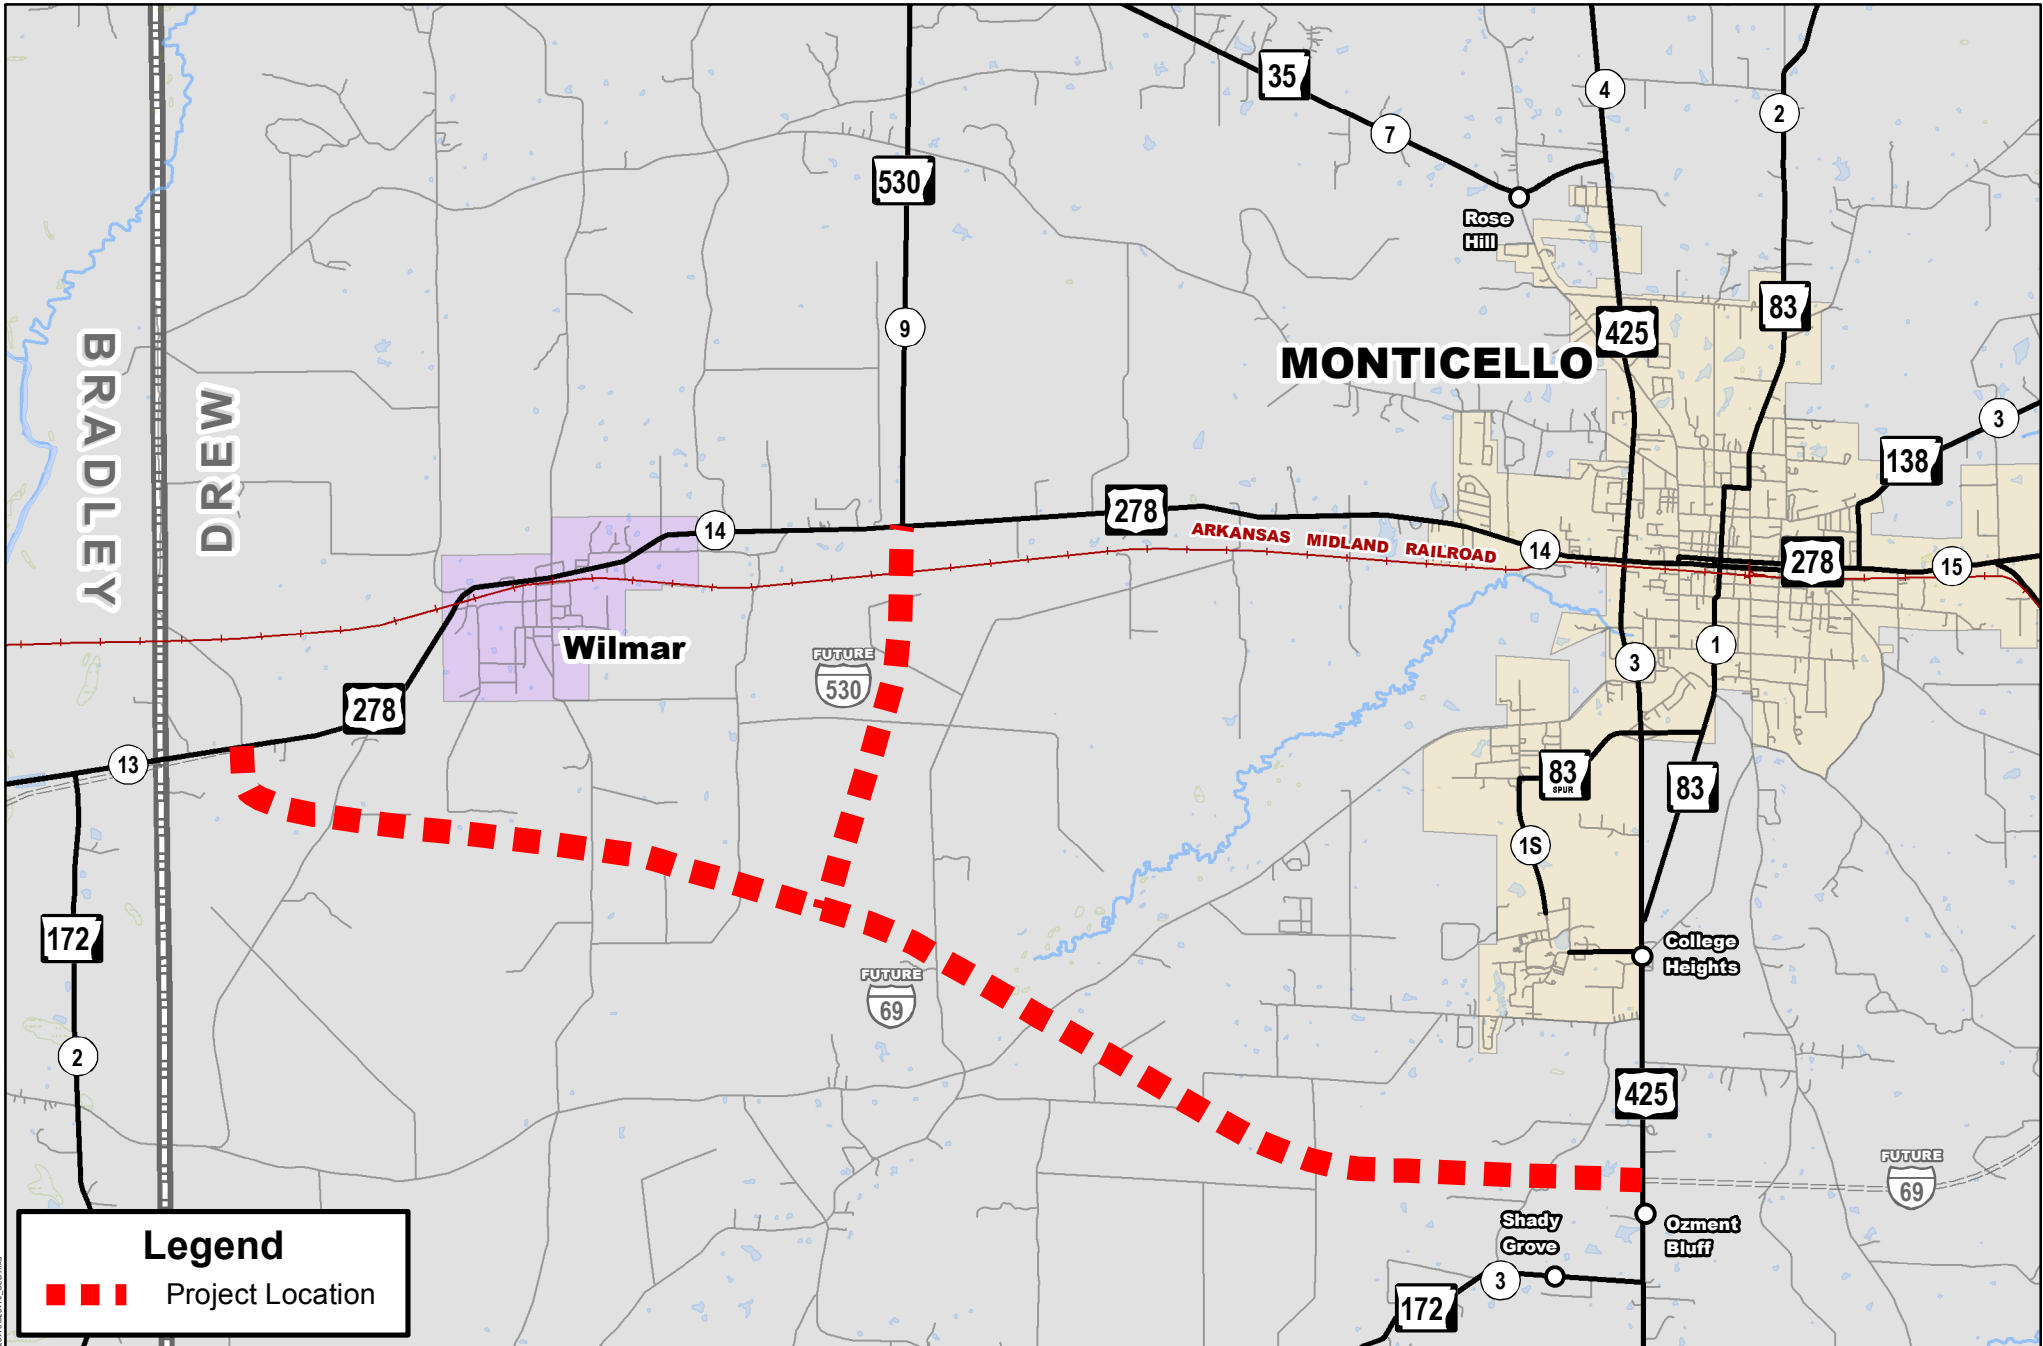 35
4
2
7
530
Rose
Hill
83
9
425
MONTICELLO
BRADLEY
DREW
3
138
278
14
ARKANSAS MIDLAND RAILROAD
14
278
15
Wilmar
1
3
FUTURE
530
278
13
83
SPUR
83
1S
172
College
Heights
FUTURE
69
2
425
FUTURE
69
Shady
Grove
Ozment
Bluff
3
172
Legend
Project Location